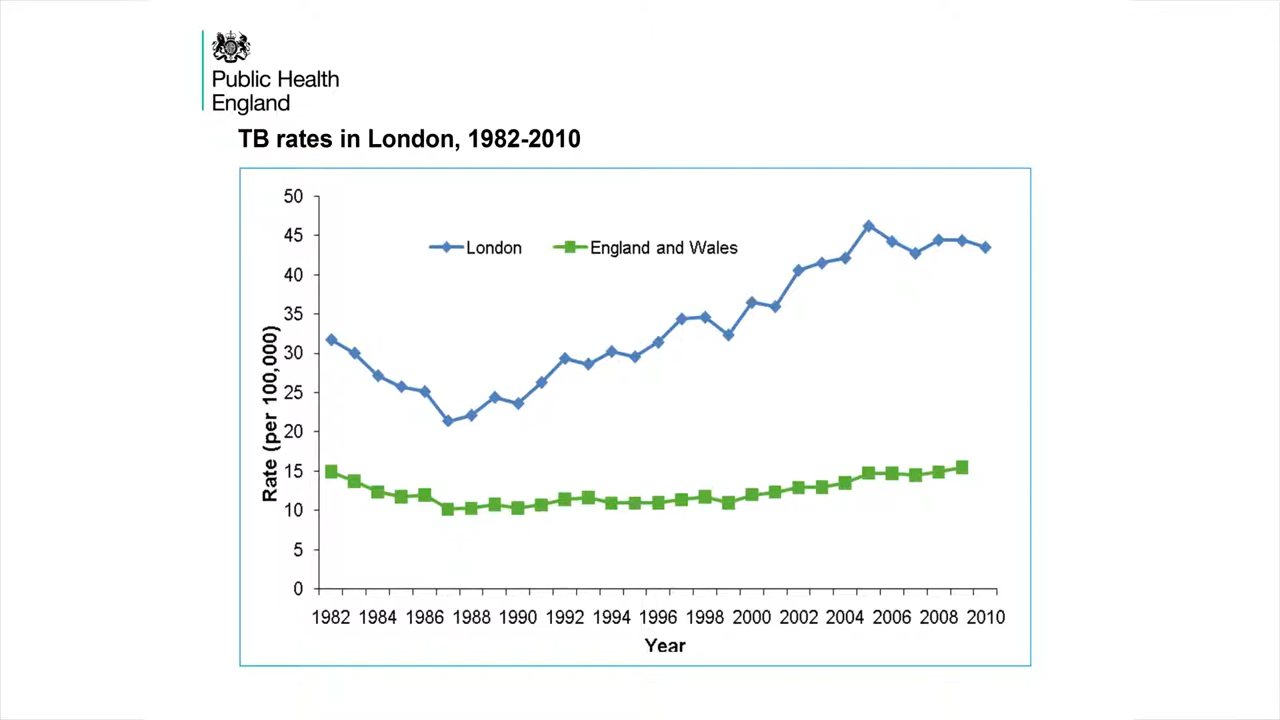 Public Health
England
TB rates in London, 1982-2010
50
45
40
35
30
25
20
15
10
5
0
Rate (per 100,000)
London
England and Wales
1982 1984 1986 1988 1990 1992 1994 1996 1998 2000 2002 2004 2006 2008 2010
Year